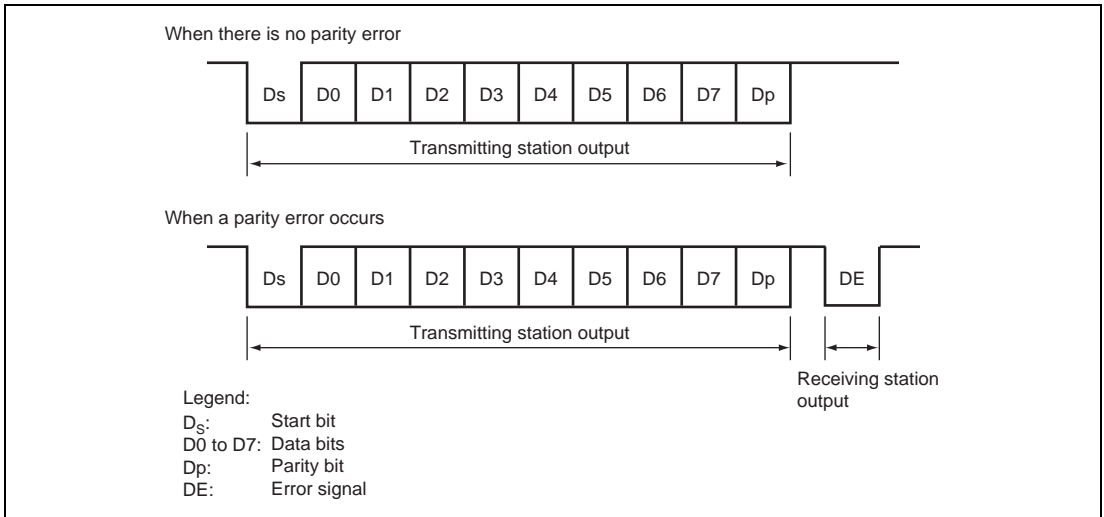 When there is no parity error
Ds D0 D1 D2 D3 D4 D5 D6 D7 Dp
Transmitting station output
When a parity error occurs
Ds D0 D1 D2 D3 D4 D5 D6 D7 Dp DE
Transmitting station output
Receiving station
output
Legend:
DS: Start bit
D0 to D7: Data bits
Dp: Parity bit
DE: Error signal